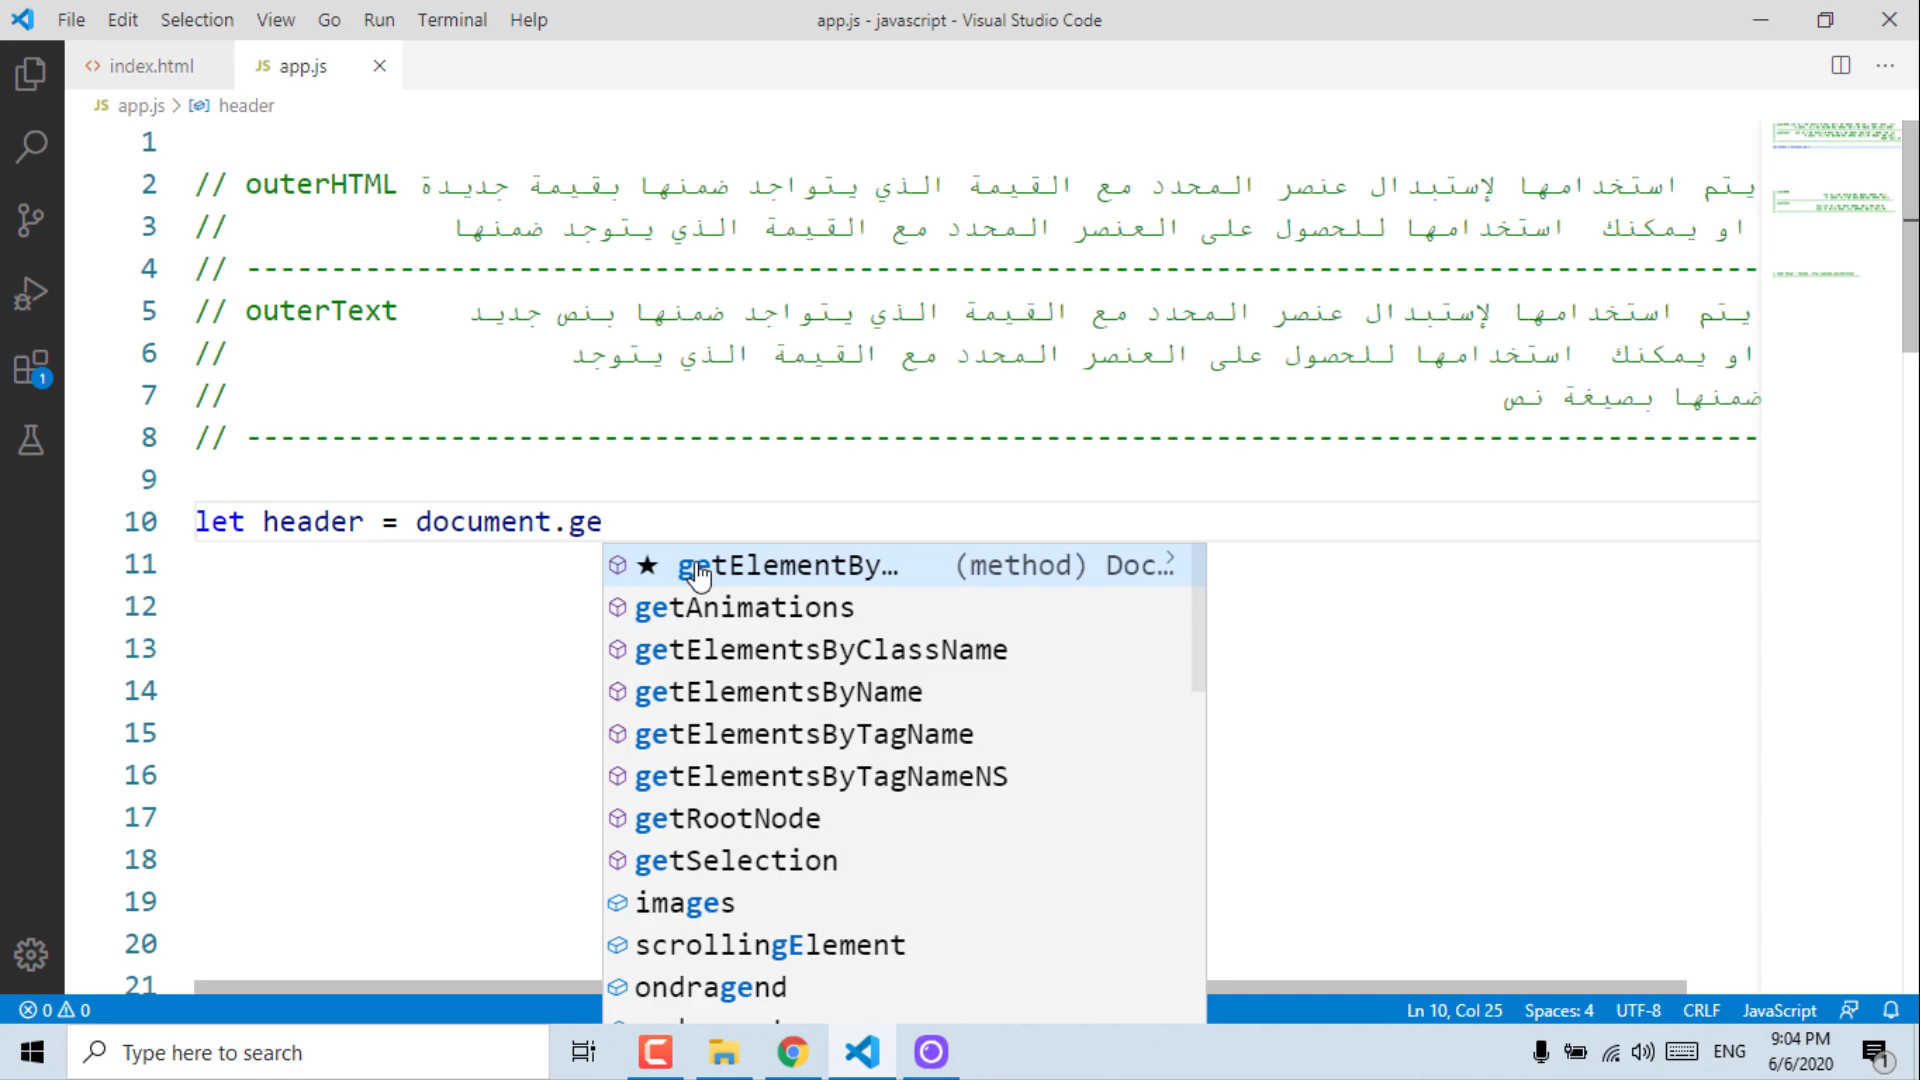 File Edit Selection View Go Run Terminal Help
app.js - javascript - Visual Studio Code
index.html
JS app.js
JS app.js > header
1
2 // outerHTML يتم استخدامها لإستبدال عنصر المحدد مع القيمة الذي يتواجد ضمنها بقيمة جديدة
3 // او يمكنك استخدامها للحصول على العنصر المحدد مع القيمة الذي يتوجد ضمنها
4 // ------------------------------------------------------------------------------------------
5 // outerText يتم استخدامها لإستبدال عنصر المحدد مع القيمة الذي يتواجد ضمنها بنص جديد
6 // او يمكنك استخدامها للحصول على العنصر المحدد مع القيمة الذي يتوجد
7 // ضمنها بصيغة نص
8 // ------------------------------------------------------------------------------------------
9
10 let header = document.ge
11 ★ getElementBy… (method) Doc…
12 getAnimations
13 getElementsByClassName
14 getElementsByName
15 getElementsByTagName
16 getElementsByTagNameNS
17 getRootNode
18 getSelection
19 images
20 scrollingElement
21 ondragend
0 0 Ln 10, Col 25 Spaces: 4 UTF-8 CRLF JavaScript
1
Type here to search
ENG
9:04 PM
6/6/2020
1